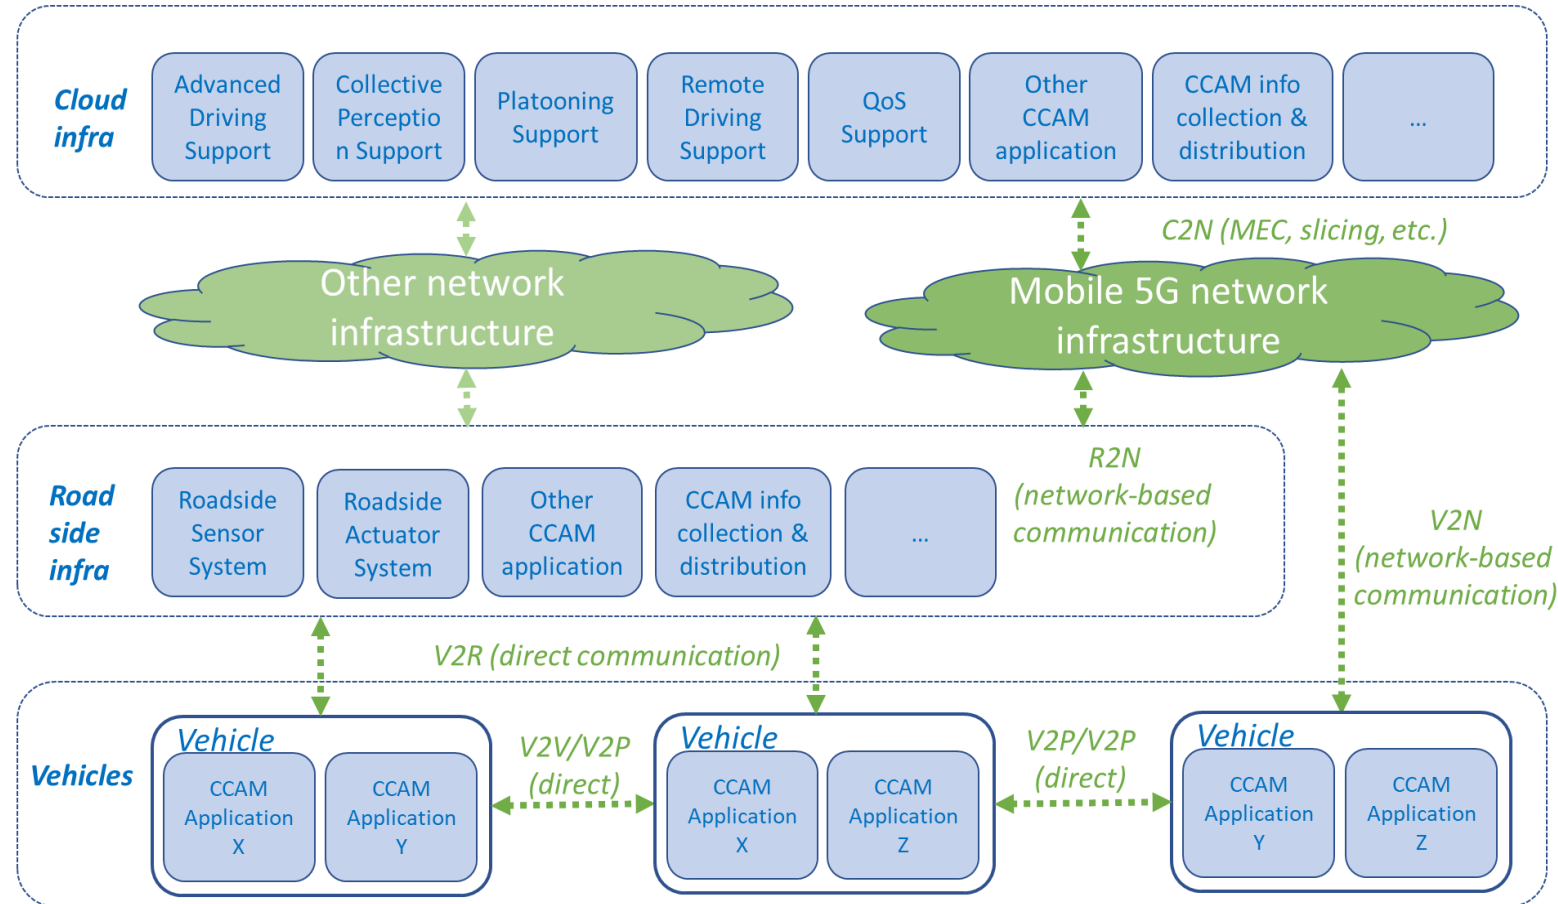 Cloud
infra
Advanced
Driving
Support
Collective
Perceptio
n Support
Platooning
Support
Remote
Driving
Support
QoS
Support
Other
CCAM
application
CCAM info
collection &
distribution
...
C2N (MEC, slicing, etc.)
Other network
infrastructure
Mobile 5G network
infrastructure
Road
side
infra
Roadside
Sensor
System
Roadside
Actuator
System
Other
CCAM
application
CCAM info
collection &
distribution
...
R2N
(network-based
communication)
V2N
(network-based
communication)
V2R (direct communication)
Vehicles
Vehicle
CCAM
Application
X
CCAM
Application
Y
V2V/V2P
(direct)
Vehicle
CCAM
Application
X
CCAM
Application
Z
V2P/V2P
(direct)
Vehicle
CCAM
Application
Y
CCAM
Application
Z